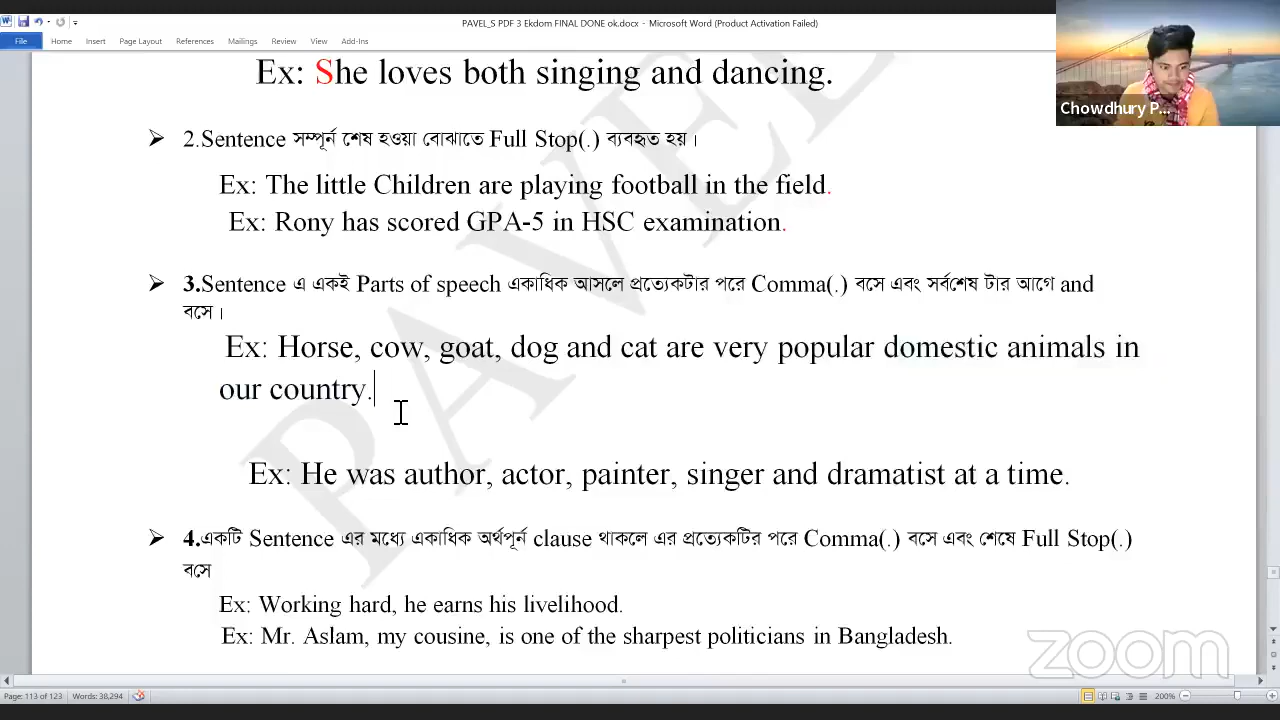 PAVEL_S PDF 3 Ekdom FINAL DONE ok.docx - Microsoft Word (Product Activation Failed)
File Home Insert Page Layout References Mailings Review View Add-Ins
Ex: She loves both singing and dancing.
Chowdhury P...
➢ 2.Sentence সম্পূর্ন শেষ হওয়া বোঝাতে Full Stop(.) ব্যবহৃত হয়।
Ex: The little Children are playing football in the field.
Ex: Rony has scored GPA-5 in HSC examination.
➢ 3.Sentence এ একই Parts of speech একাধিক আসলে প্রত্যেকটার পরে Comma(.) বসে এবং সর্বশেষ টার আগে and
বসে।
Ex: Horse, cow, goat, dog and cat are very popular domestic animals in
our country.
Ex: He was author, actor, painter, singer and dramatist at a time.
➢ 4.একটি Sentence এর মধ্যে একাধিক অর্থপূর্ন clause থাকলে এর প্রত্যেকটির পরে Comma(.) বসে এবং শেষে Full Stop(.)
বসে
Ex: Working hard, he earns his livelihood.
Ex: Mr. Aslam, my cousine, is one of the sharpest politicians in Bangladesh.
PAVEL
zoom
Page: 113 of 123 Words: 38,294 200%